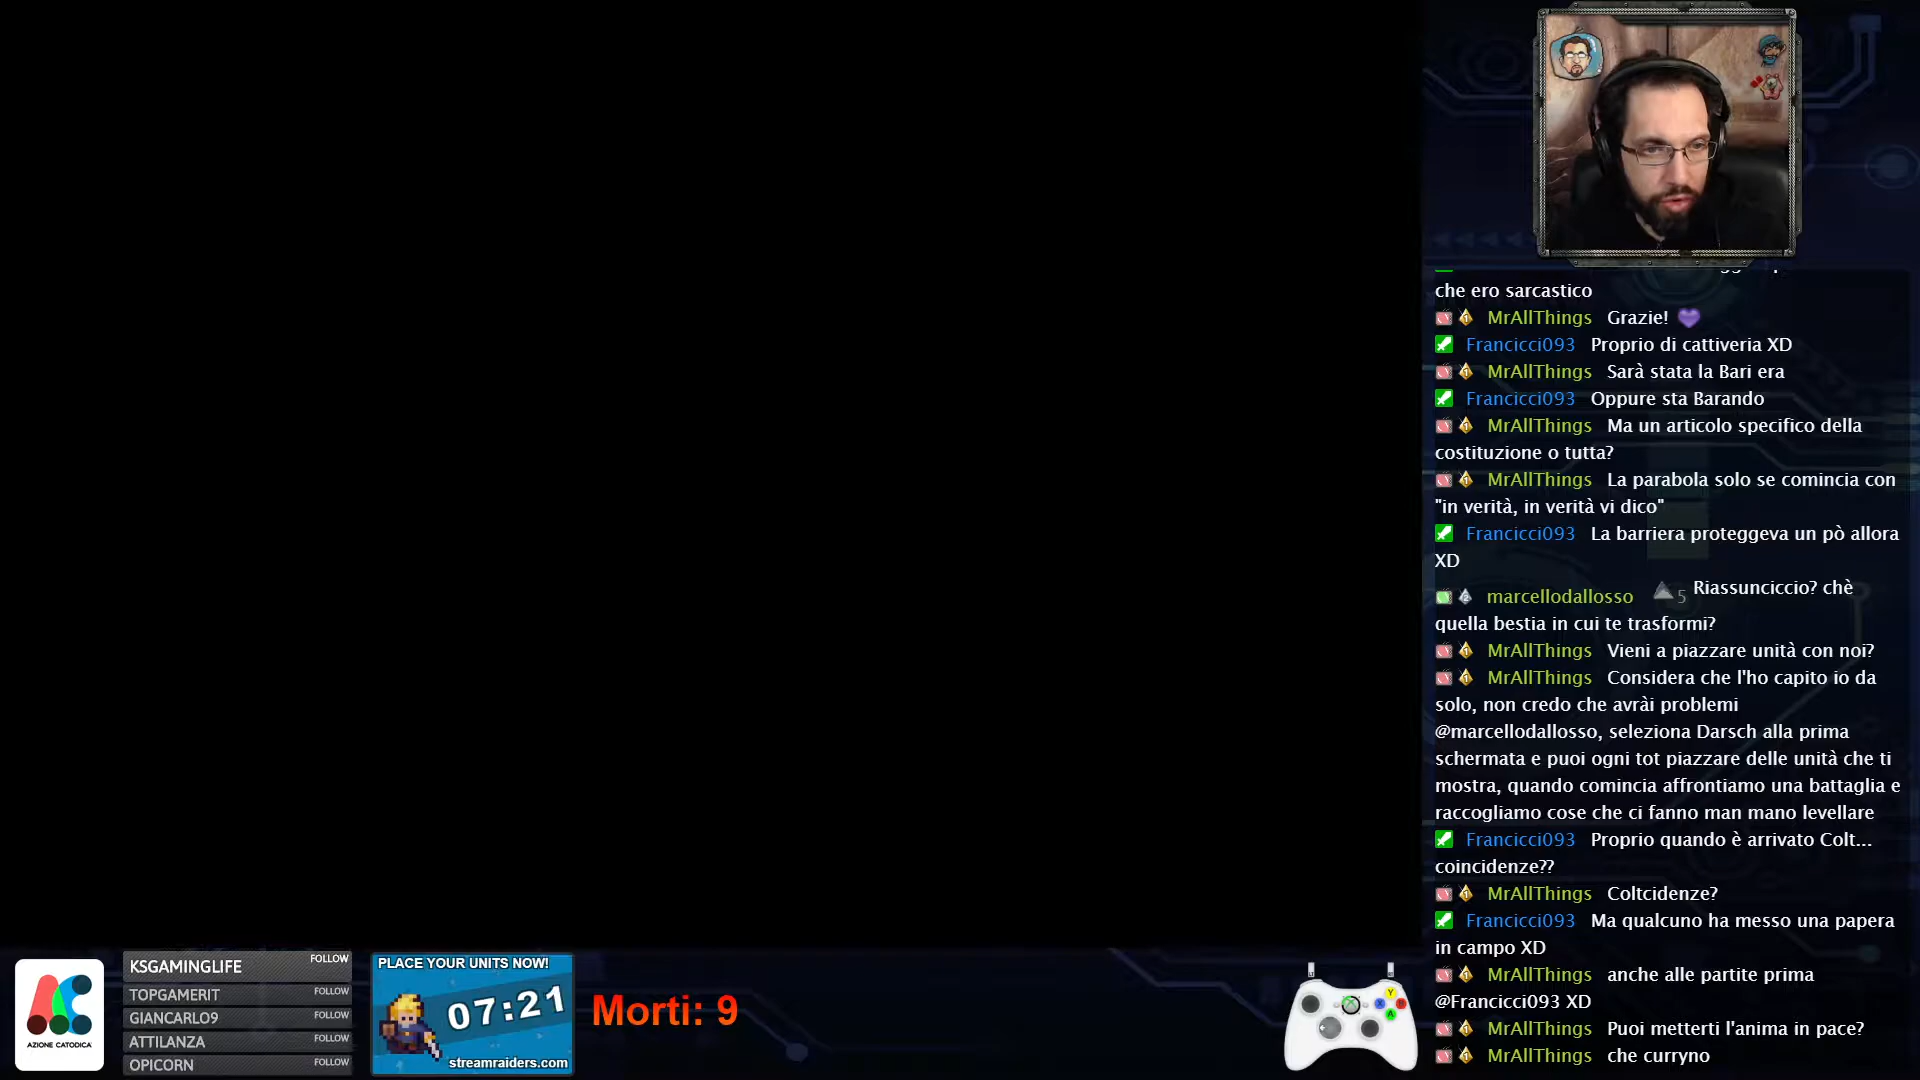 che ero sarcastico
MrAllThings Grazie!
Francicci093 Proprio di cattiveria XD
MrAllThings Sarà stata la Bari era
Francicci093 Oppure sta Barando
MrAllThings Ma un articolo specifico della
costituzione o tutta?
MrAllThings La parabola solo se comincia con
"in verità, in verità vi dico"
Francicci093 La barriera proteggeva un pò allora
XD
marcellodallosso 5 Riassunciccio? chè
quella bestia in cui te trasformi?
MrAllThings Vieni a piazzare unità con noi?
MrAllThings Considera che l'ho capito io da
solo, non credo che avrài problemi
@marcellodallosso, seleziona Darsch alla prima
schermata e puoi ogni tot piazzare delle unità che ti
mostra, quando comincia affrontiamo una battaglia e
raccogliamo cose che ci fanno man mano levellare
Francicci093 Proprio quando è arrivato Colt...
coincidenze??
MrAllThings Coltcidenze?
Francicci093 Ma qualcuno ha messo una papera
in campo XD
MrAllThings anche alle partite prima
@Francicci093 XD
MrAllThings Puoi metterti l'anima in pace?
MrAllThings che curryno
AZIONE CATODICA
KSGAMINGLIFE FOLLOW
TOPGAMERIT FOLLOW
GIANCARLO9 FOLLOW
ATTILANZA FOLLOW
OPICORN FOLLOW
PLACE YOUR UNITS NOW!
07:21
streamraiders.com
Morti: 9
Y
X
B
A